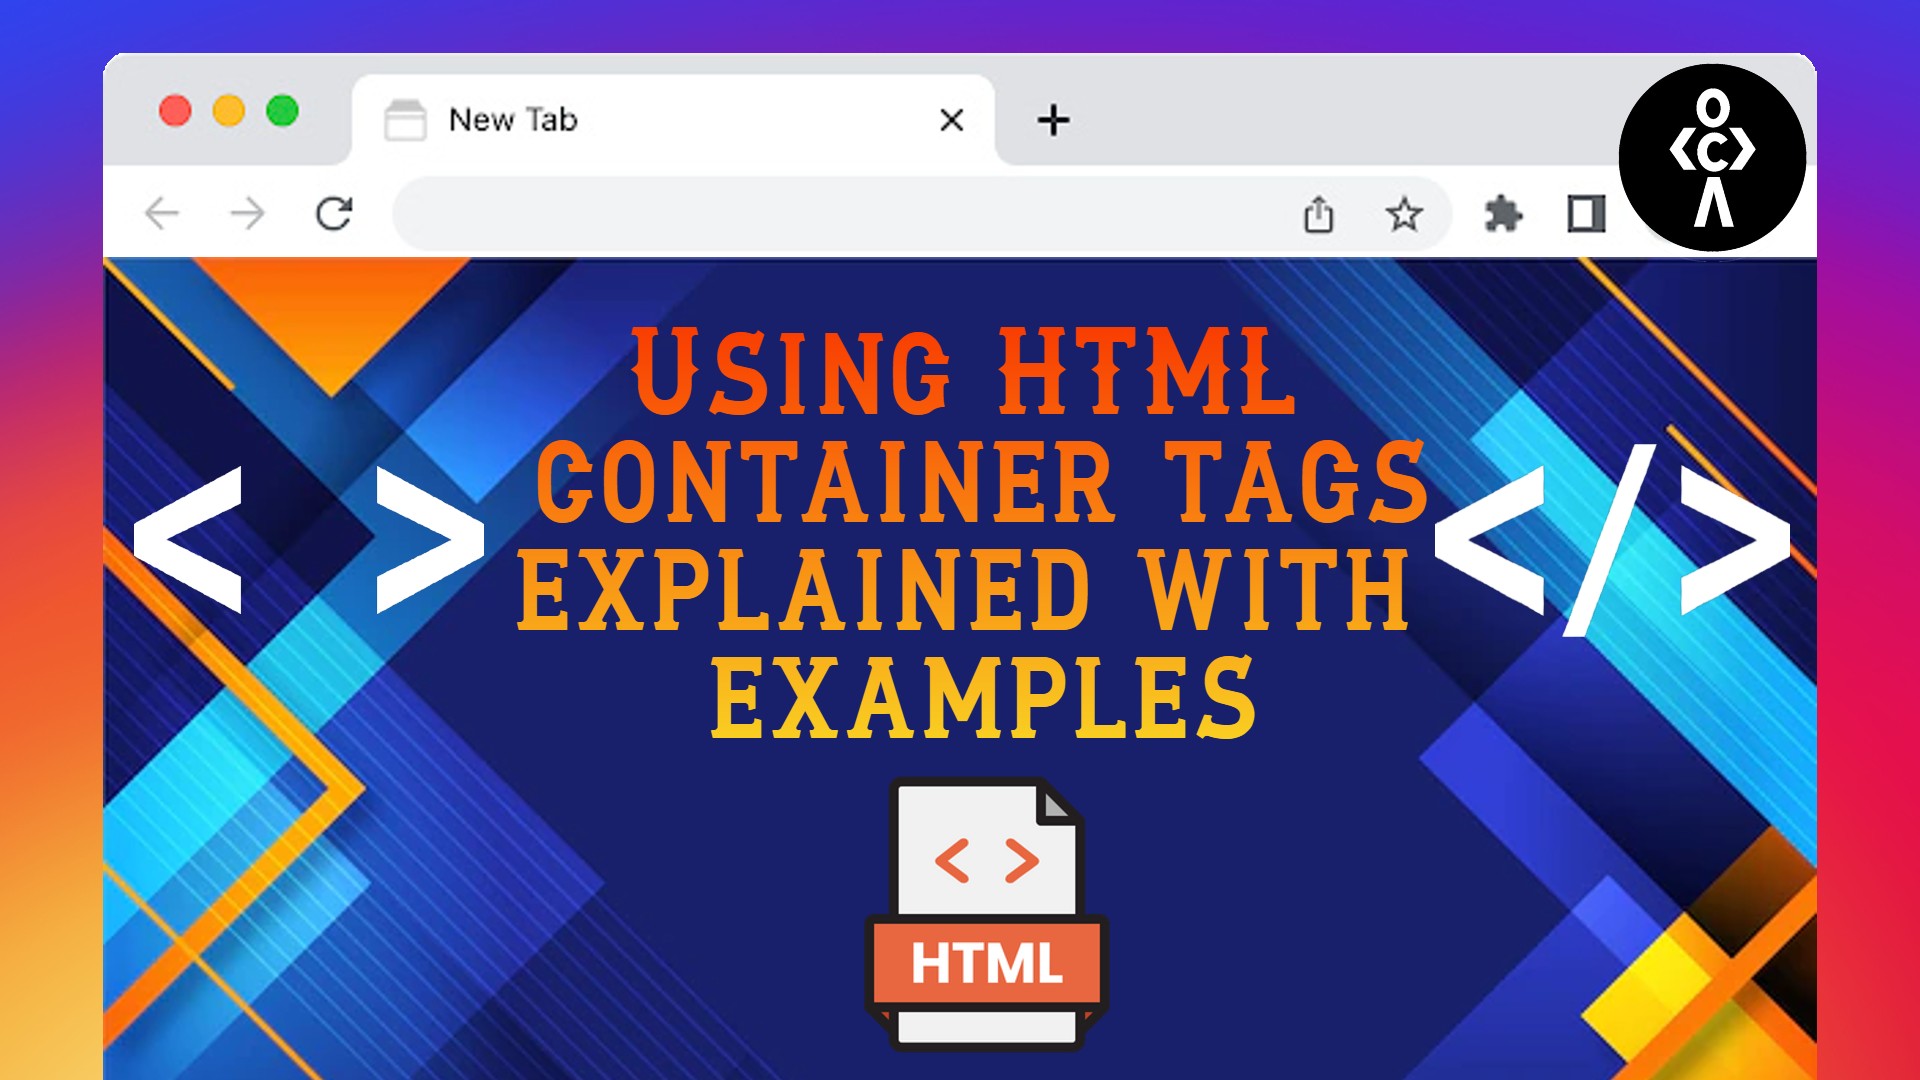 New Tab
O
<C>
Λ
USING HTML
CONTAINER TAGS
EXPLAINED WITH
EXAMPLES
< >
</>
< >
HTML